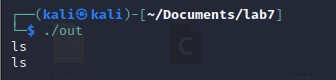 ┌──(kali㉿kali)-[~/Documents/lab7]
└─$ ./out
ls
ls